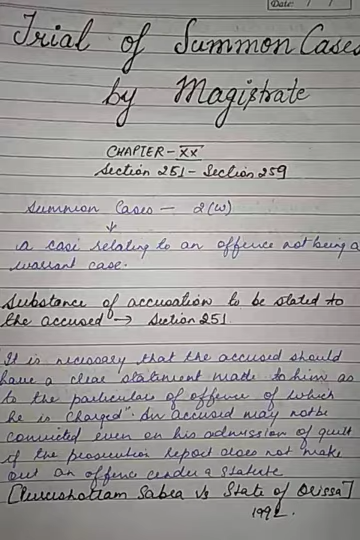 Date: / /
Trial of Summon Cases
by Magistrate
CHAPTER - XX
Section 251 - Section 259
Summon Cases - 2(w)
↓
a case relating to an offence not being a
warrant case.
Substance of accusation to be stated to
the accused → Section 251
"It is necessary that the accused should
have a clear statement made to him as
to the particulars of offence of which
he is charged" An accused may not be
convicted even on his admission of guilt
if the prosecution report does not make
out an offence under a statute
[Purushottam Sabra vs State of Orissa]
1992.